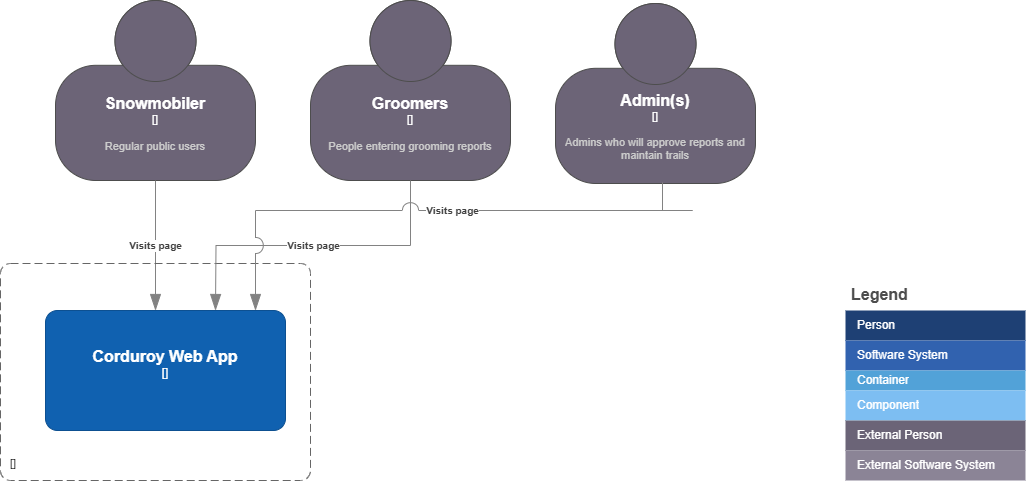 Snowmobiler
[]
Regular public users
Groomers
[]
People entering grooming reports
Admin(s)
[]
Admins who will approve reports and
maintain trails
Visits page
Visits page
Visits page
Corduroy Web App
[]
[]
Legend
Person
Software System
Container
Component
External Person
External Software System